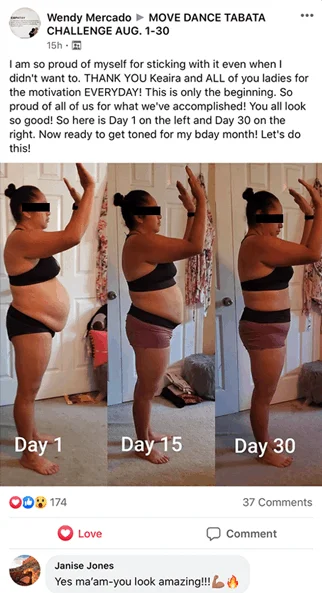 Wendy Mercado ▶ MOVE DANCE TABATA
CHALLENGE AUG. 1-30
15h ·
I am so proud of myself for sticking with it even when I
didn't want to. THANK YOU Keaira and ALL of you ladies for
the motivation EVERYDAY! This is only the beginning. So
proud of all of us for what we've accomplished! You all look
so good! So here is Day 1 on the left and Day 30 on the
right. Now ready to get toned for my bday month! Let's do
this!
Day 1 Day 15 Day 30
174 37 Comments
Love Comment
Janise Jones
Yes ma'am-you look amazing!!!💪🏽🔥